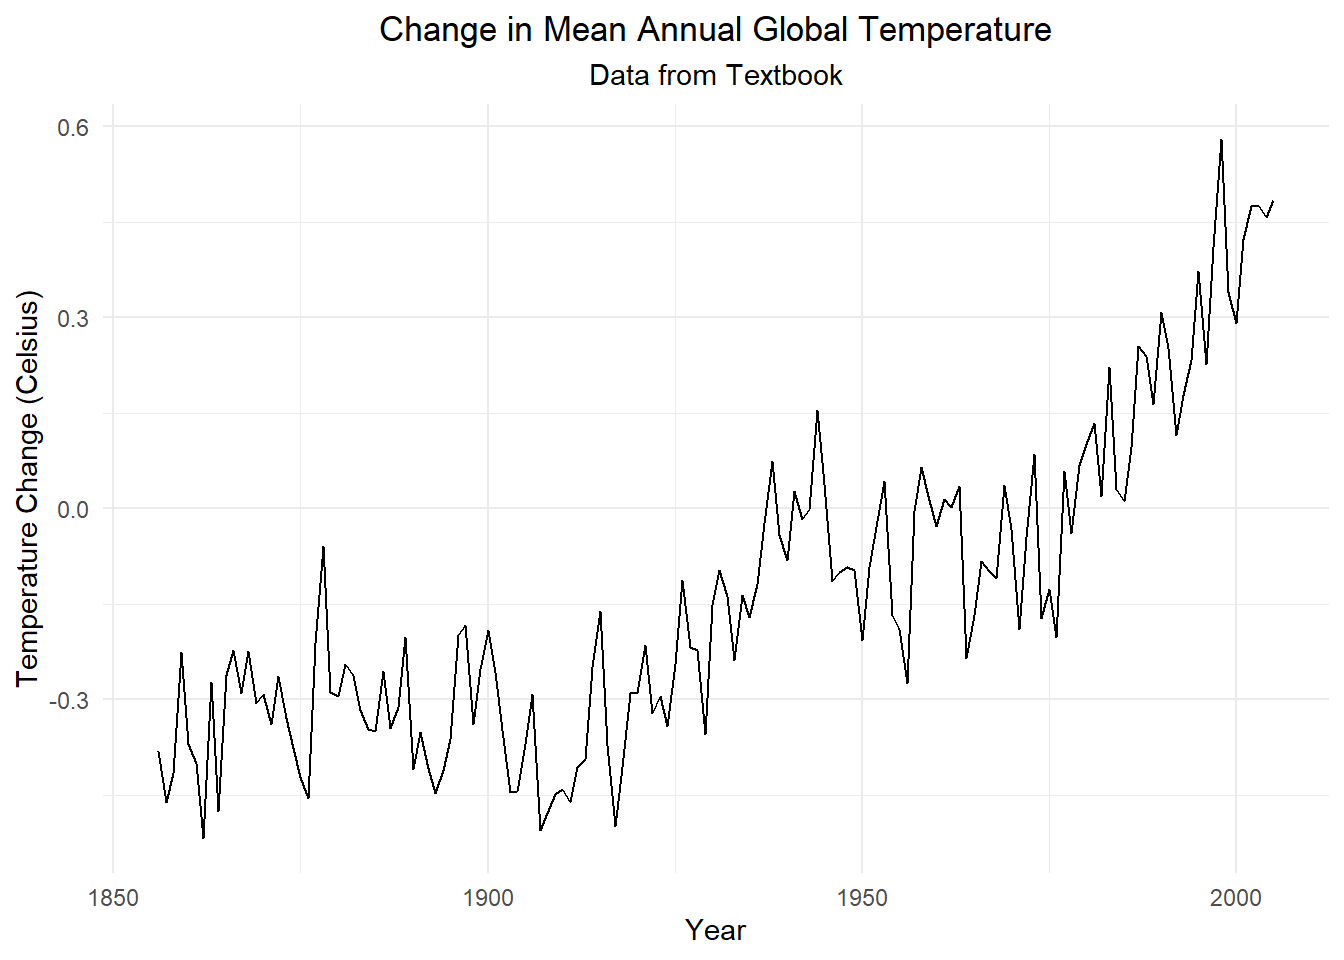 Change in Mean Annual Global Temperature
Data from Textbook
Temperature Change (Celsius)
0.6
0.3
0.0
-0.3
1850 1900 1950 2000
Year